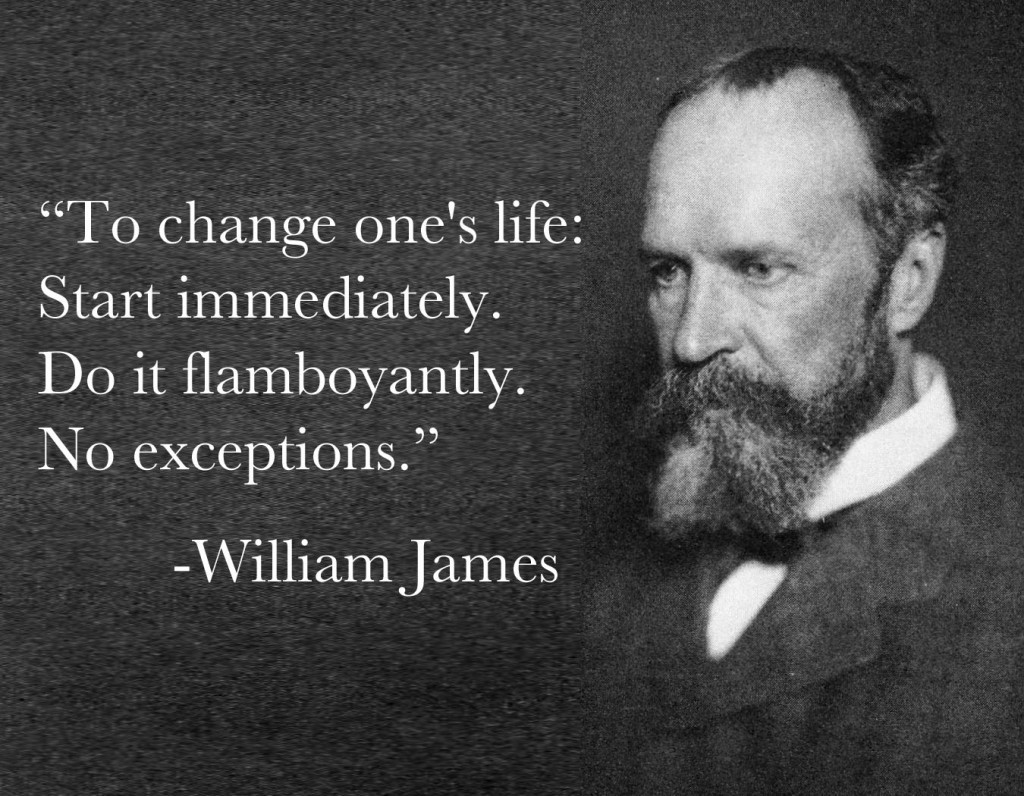 “To change one's life:
Start immediately.
Do it flamboyantly.
No exceptions.”
-William James